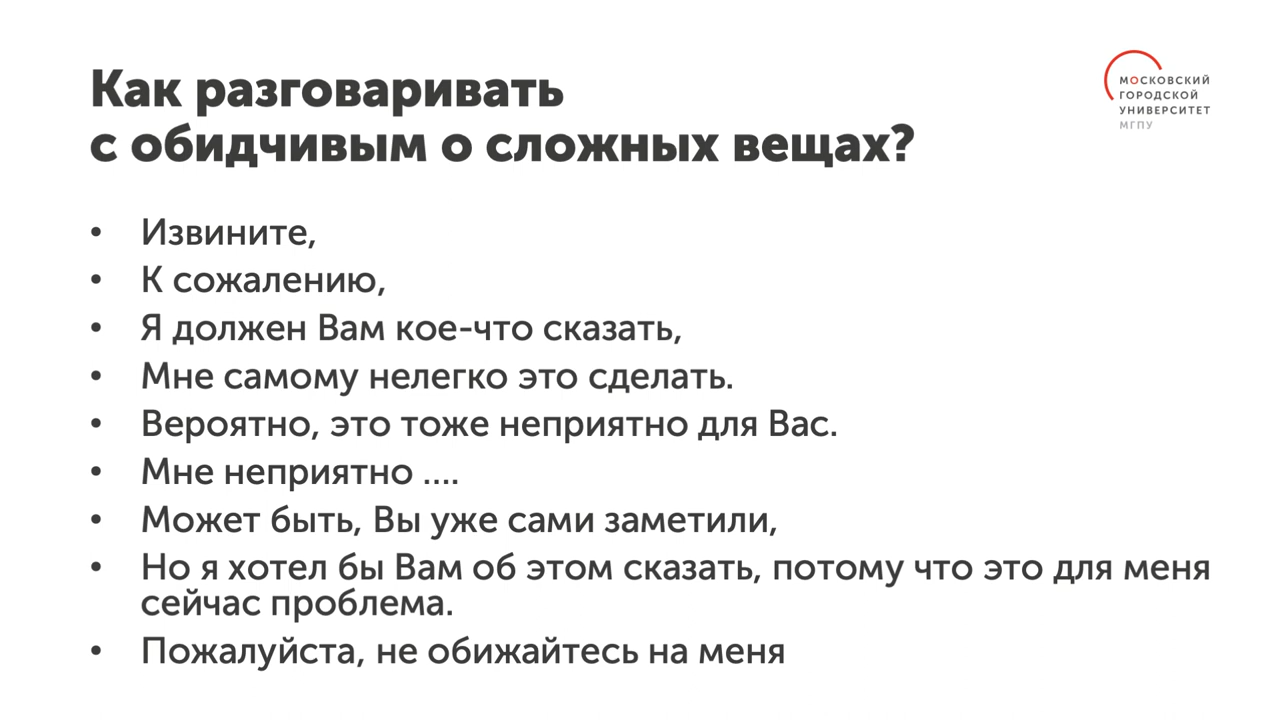 Как разговаривать
с обидчивым о сложных вещах?
МОСКОВСКИЙ
ГОРОДСКОЙ
УНИВЕРСИТЕТ
МГПУ
• Извините,
• К сожалению,
• Я должен Вам кое-что сказать,
• Мне самому нелегко это сделать.
• Вероятно, это тоже неприятно для Вас.
• Мне неприятно ....
• Может быть, Вы уже сами заметили,
• Но я хотел бы Вам об этом сказать, потому что это для меня
сейчас проблема.
• Пожалуйста, не обижайтесь на меня